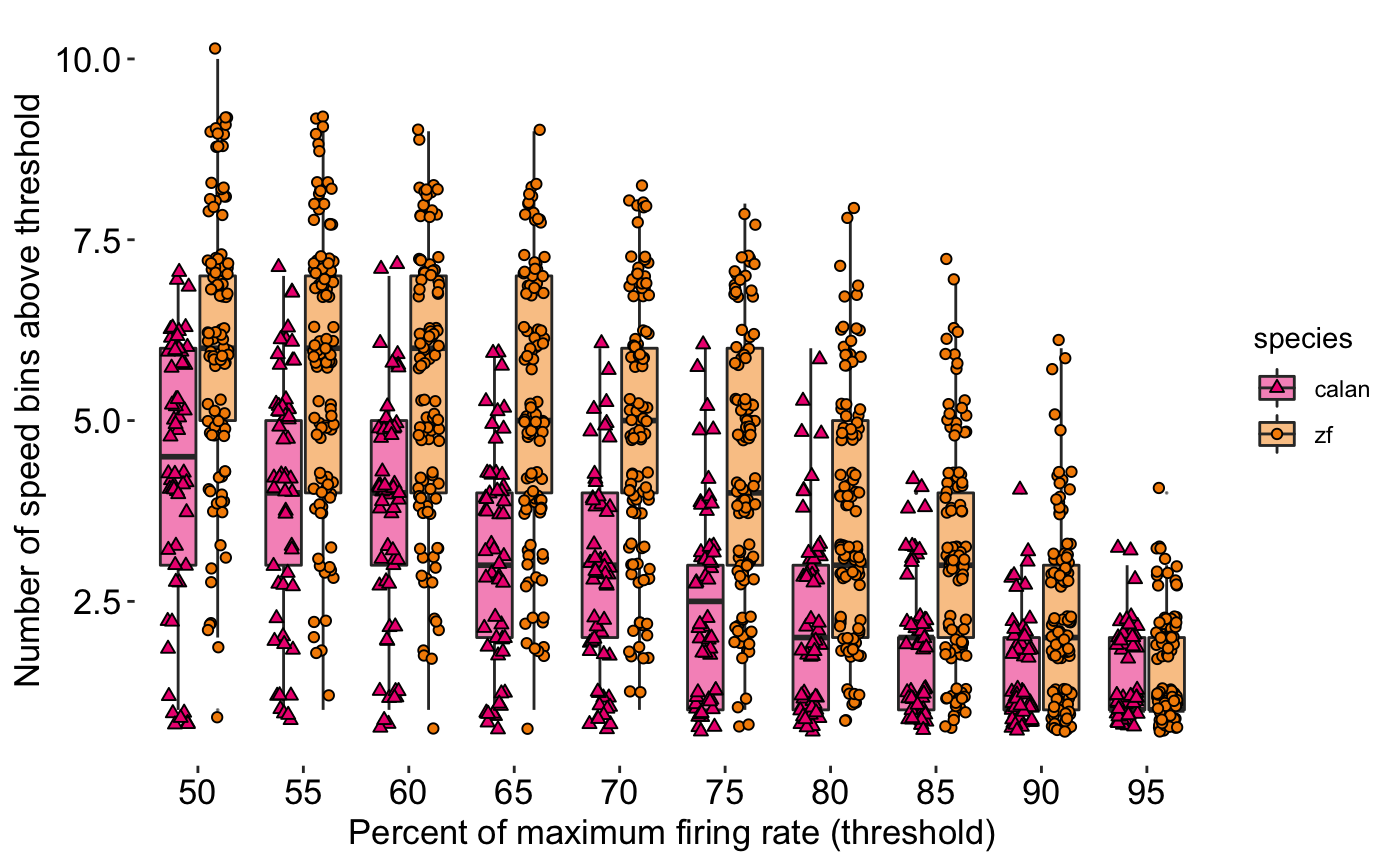 Number of speed bins above threshold
10.0
7.5
5.0
2.5
50 55 60 65 70 75 80 85 90 95
Percent of maximum firing rate (threshold)
species
calan
zf